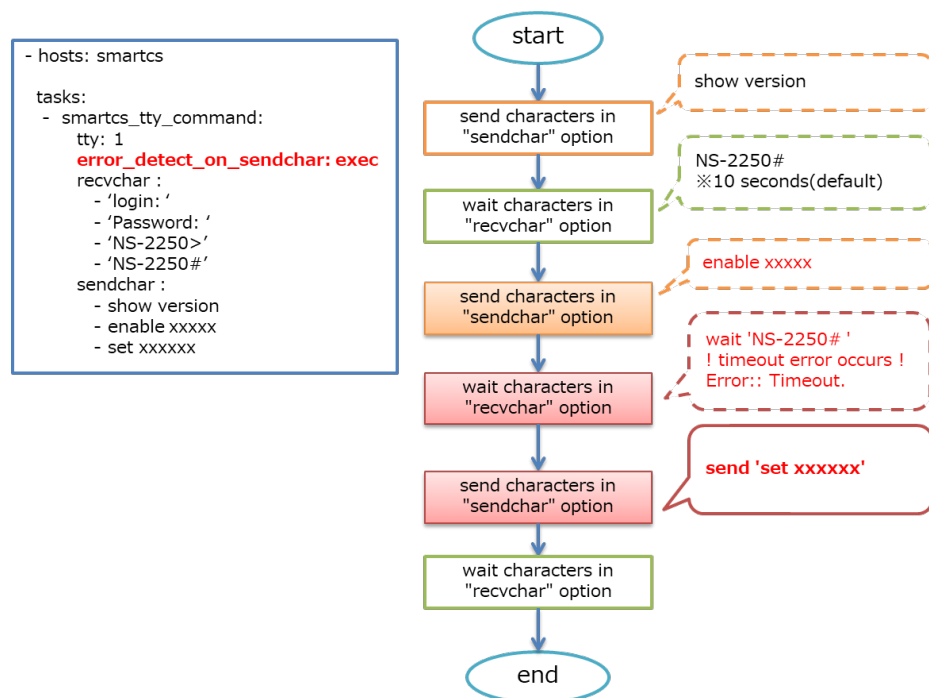 - hosts: smartcs
tasks:
- smartcs_tty_command:
tty: 1
error_detect_on_sendchar: exec
recvchar :
- ‘login: ’
- ‘Password: ’
- ‘NS-2250>’
- ‘NS-2250#’
sendchar :
- show version
- enable xxxxx
- set xxxxxx
start
send characters in
"sendchar" option
show version
wait characters in
"recvchar" option
NS-2250#
※10 seconds(default)
send characters in
"sendchar" option
enable xxxxx
wait characters in
"recvchar" option
wait 'NS-2250# '
! timeout error occurs !
Error:: Timeout.
send characters in
"sendchar" option
send 'set xxxxxx'
wait characters in
"recvchar" option
end